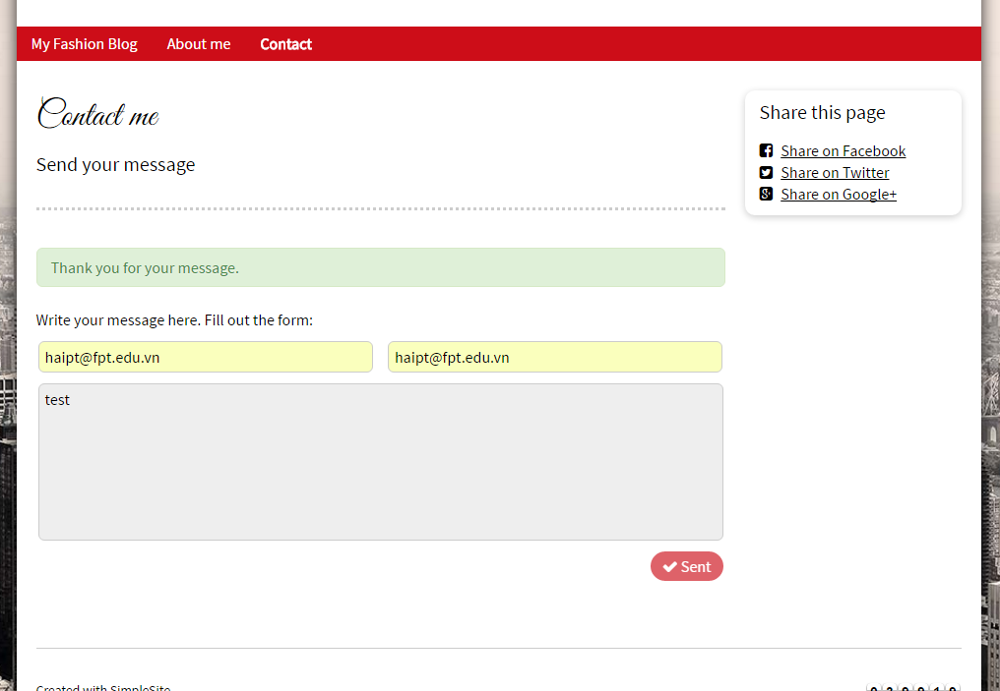 My Fashion Blog About me Contact
Contact me
Send your message
Share this page
Share on Facebook
Share on Twitter
Share on Google+
Thank you for your message.
Write your message here. Fill out the form:
haipt@fpt.edu.vn haipt@fpt.edu.vn
test
Sent
Created with SimpleSite